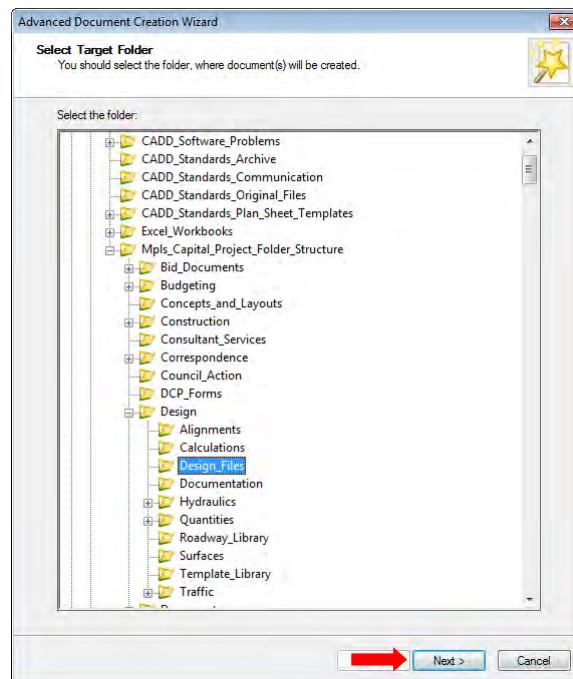 Advanced Document Creation Wizard
Select Target Folder
You should select the folder, where document(s) will be created.
Select the folder:
CADD_Software_Problems
CADD_Standards_Archive
CADD_Standards_Communication
CADD_Standards_Original_Files
CADD_Standards_Plan_Sheet_Templates
Excel_Workbooks
Mpls_Capital_Project_Folder_Structure
Bid_Documents
Budgeting
Concepts_and_Layouts
Construction
Consultant_Services
Correspondence
Council_Action
DCP_Forms
Design
Alignments
Calculations
Design_Files
Documentation
Hydraulics
Quantities
Roadway_Library
Surfaces
Template_Library
Traffic
Next >
Cancel